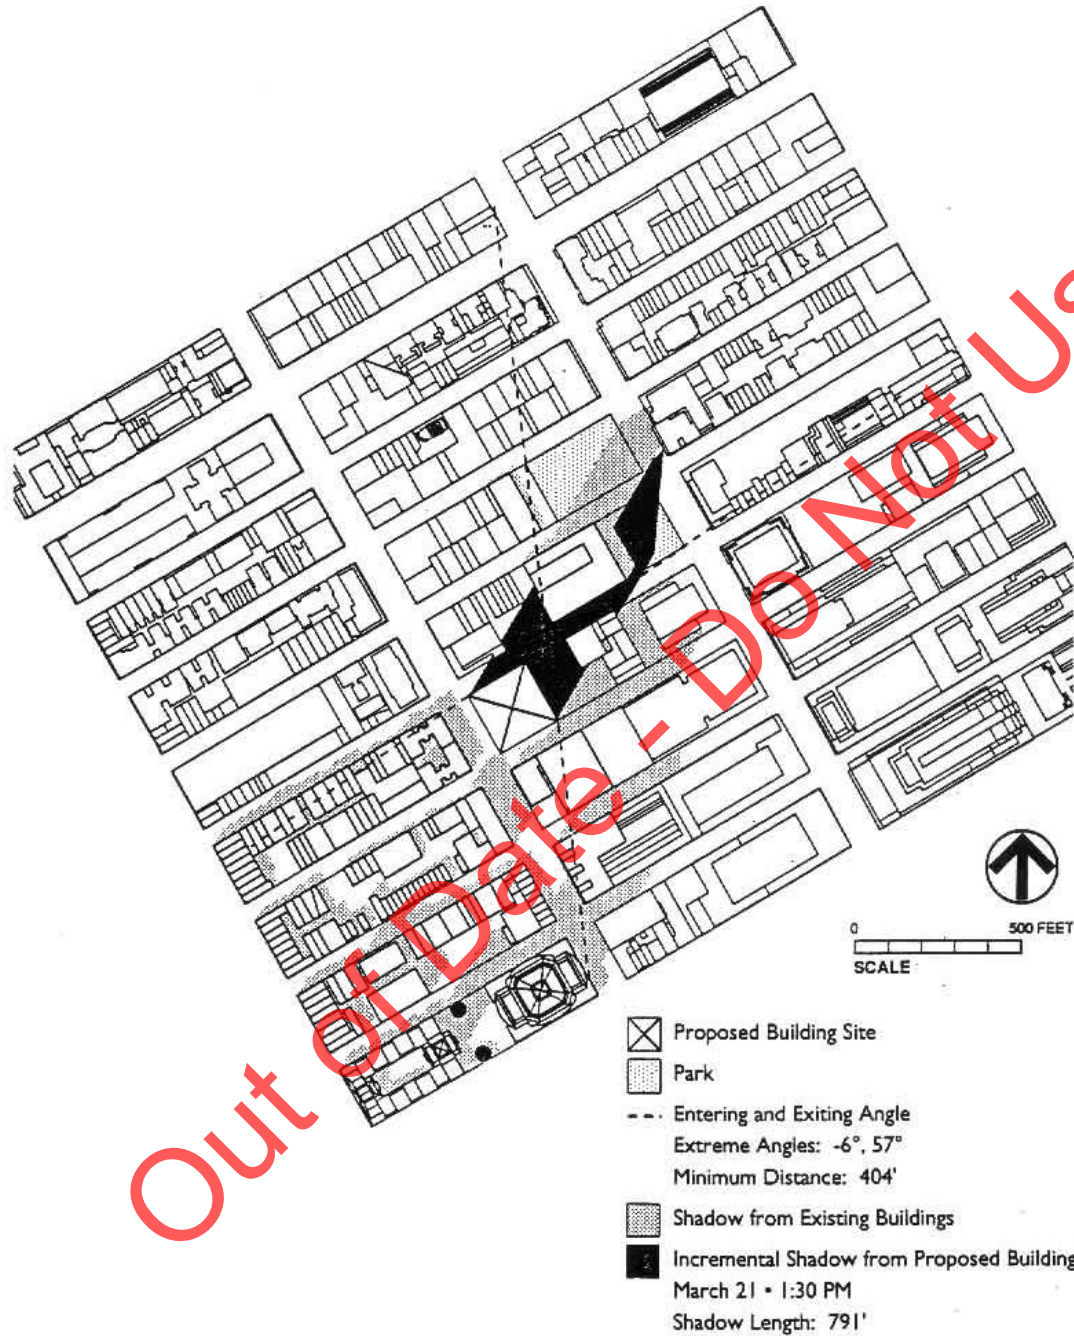 Out of Date - Do Not Us
0 500 FEET
SCALE
Proposed Building Site
Park
Entering and Exiting Angle
Extreme Angles: -6°, 57°
Minimum Distance: 404'
Shadow from Existing Buildings
Incremental Shadow from Proposed Building
March 21 • 1:30 PM
Shadow Length: 791'